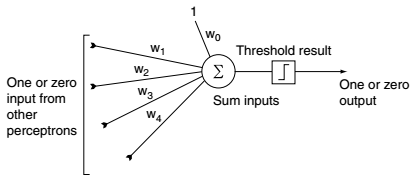 1
w0
w1
w2
w3
w4
Σ
Threshold result
Sum inputs
One or zero
input from
other
perceptrons
One or zero
output